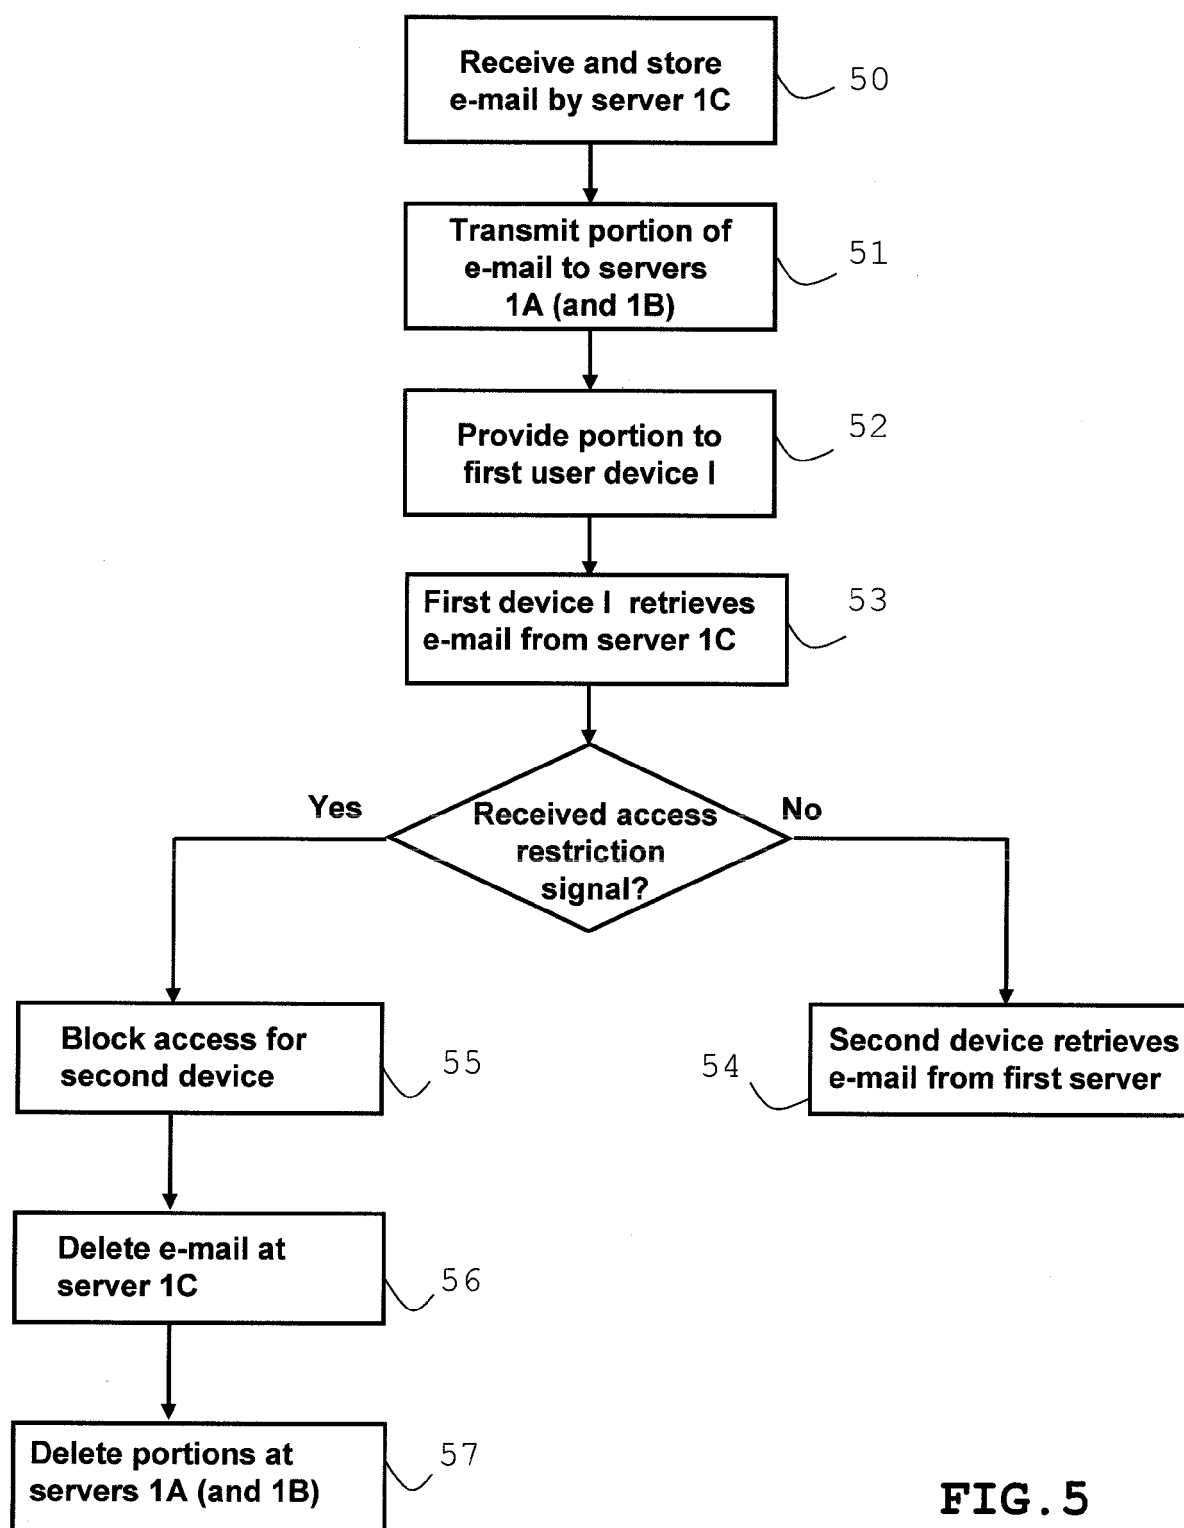 Receive and store
e-mail by server 1C
50
Transmit portion of
e-mail to servers
1A (and 1B)
51
Provide portion to
first user device I
52
First device I retrieves
e-mail from server 1C
53
Received access
restriction
signal?
Yes
No
Block access for
second device
55
54
Second device retrieves
e-mail from first server
Delete e-mail at
server 1C
56
Delete portions at
servers 1A (and 1B)
57
FIG.5